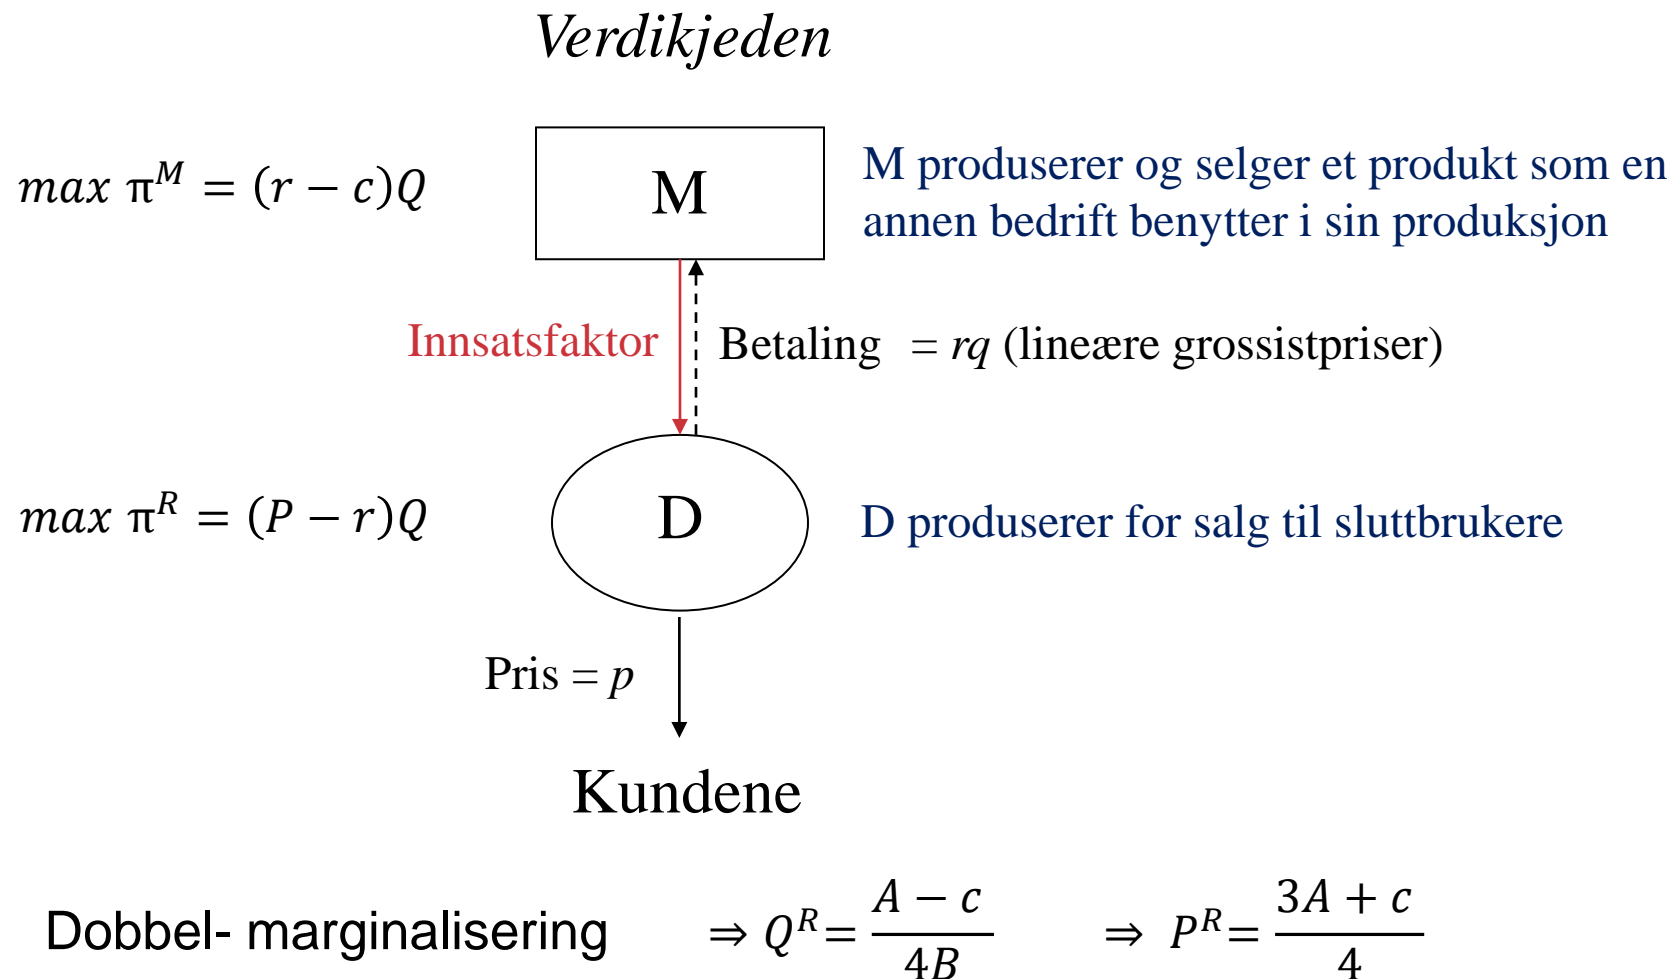 Verdikjeden
max π^M = (r − c)Q
M
M produserer og selger et produkt som en
annen bedrift benytter i sin produksjon
Innsatsfaktor
Betaling = rq (lineære grossistpriser)
max π^R = (P − r)Q
D
D produserer for salg til sluttbrukere
Pris = p
Kundene
Dobbel- marginalisering ⇒ Q^R = (A − c)/(4B) ⇒ P^R = (3A + c)/4